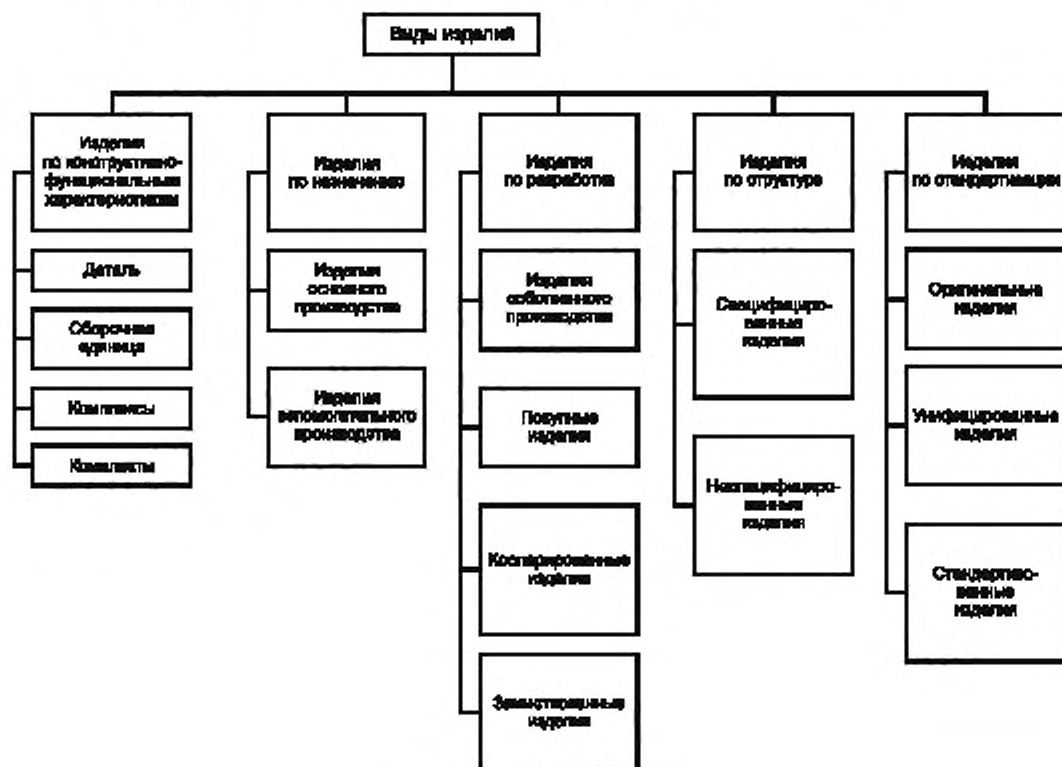 Виды изделий
Изделия
по конструктивно-
функциональным
характеристикам
Деталь
Сборочная
единица
Комплексы
Комплекты
Изделия
по назначению
Изделия
основного
производства
Изделия
вспомогательного
производства
Изделия
по разработке
Изделия
собственного
производства
Покупные
изделия
Кооперированные
изделия
Заимствованные
изделия
Изделия
по структуре
Специфициро-
ванные
изделия
Неспецифициро-
ванные
изделия
Изделия
по стандартизации
Оригинальные
изделия
Унифицированные
изделия
Стандартизо-
ванные
изделия